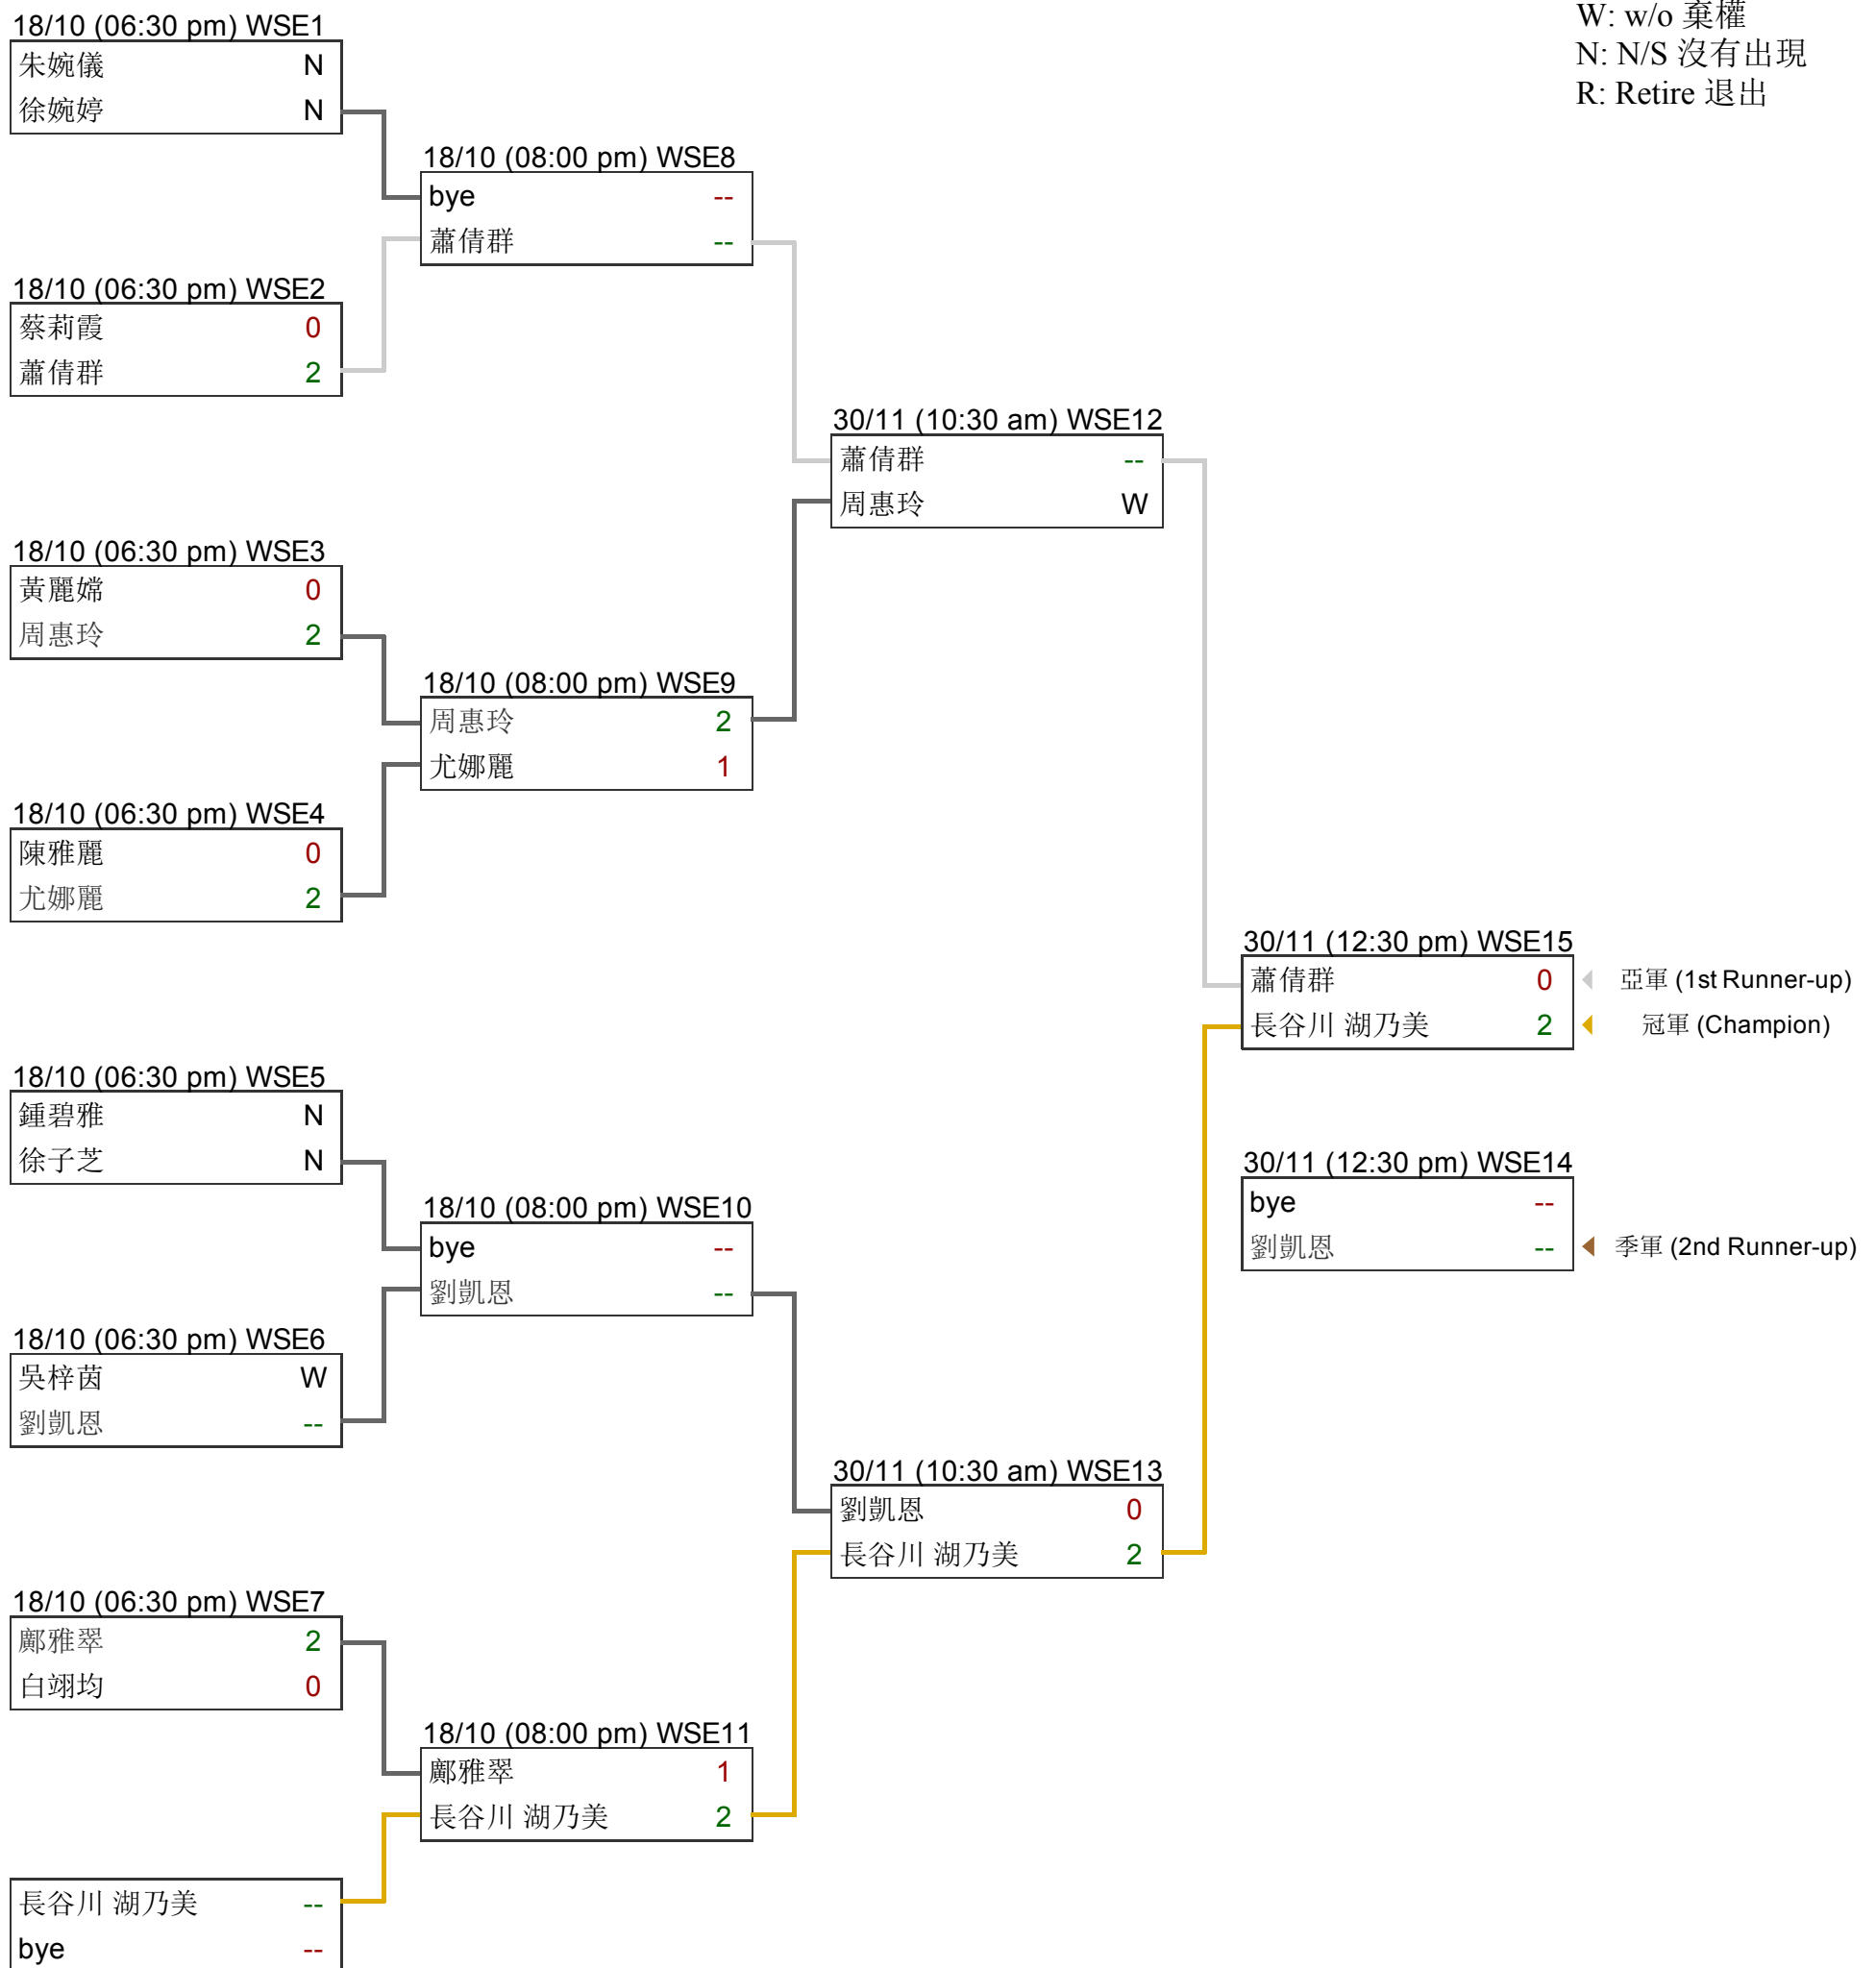 W: w/o 棄權
N: N/S 沒有出現
R: Retire 退出
18/10 (06:30 pm) WSE1
朱婉儀 N
徐婉婷 N
18/10 (08:00 pm) WSE8
bye --
蕭倩群 --
18/10 (06:30 pm) WSE2
蔡莉霞 0
蕭倩群 2
30/11 (10:30 am) WSE12
蕭倩群 --
周惠玲 W
18/10 (06:30 pm) WSE3
黃麗嫦 0
周惠玲 2
18/10 (08:00 pm) WSE9
周惠玲 2
尤娜麗 1
18/10 (06:30 pm) WSE4
陳雅麗 0
尤娜麗 2
30/11 (12:30 pm) WSE15
蕭倩群 0 亞軍 (1st Runner-up)
長谷川 湖乃美 2 冠軍 (Champion)
18/10 (06:30 pm) WSE5
鍾碧雅 N
徐子芝 N
30/11 (12:30 pm) WSE14
bye --
劉凱恩 -- 季軍 (2nd Runner-up)
18/10 (08:00 pm) WSE10
bye --
劉凱恩 --
18/10 (06:30 pm) WSE6
吳梓茵 W
劉凱恩 --
30/11 (10:30 am) WSE13
劉凱恩 0
長谷川 湖乃美 2
18/10 (06:30 pm) WSE7
鄺雅翠 2
白翊均 0
18/10 (08:00 pm) WSE11
鄺雅翠 1
長谷川 湖乃美 2
長谷川 湖乃美 --
bye --